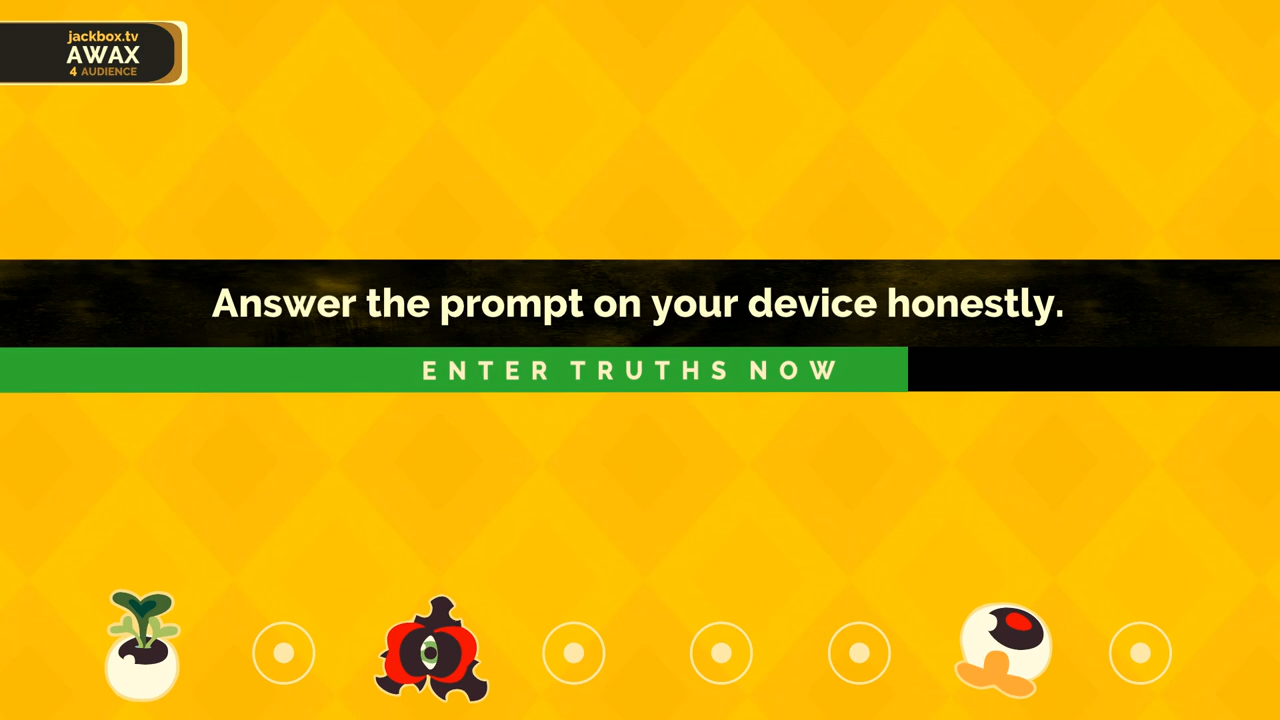 jackbox.tv
AWAX
4 AUDIENCE
Answer the prompt on your device honestly.
ENTER TRUTHS NOW